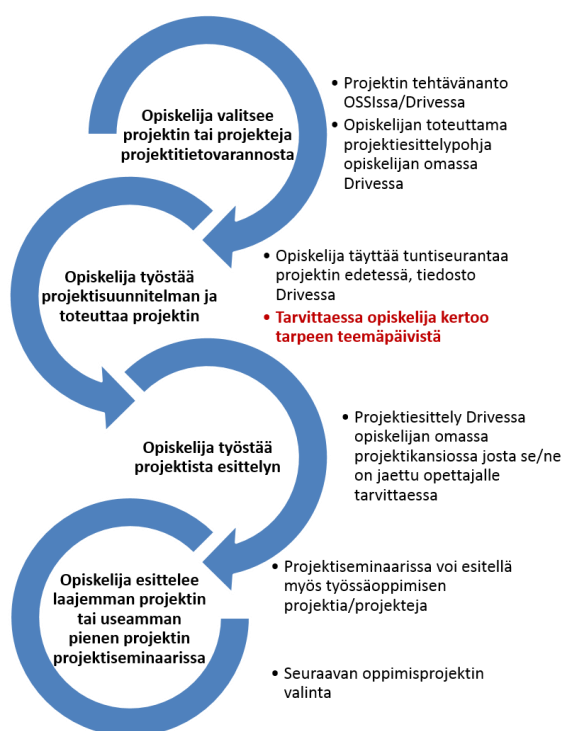 Opiskelija valitsee
projektin tai projekteja
projektitietovarannosta
• Projektin tehtävänanto
OSSIssa/Drivessa
• Opiskelijan toteuttama
projektiesittelypohja
opiskelijan omassa
Drivessa
Opiskelija työstää
projektisuunnitelman ja
toteuttaa projektin
• Opiskelija täyttää tuntiseurantaa
projektin edetessä, tiedosto
Drivessa
• Tarvittaessa opiskelija kertoo
tarpeen teemäpäivistä
Opiskelija työstää
projektista esittelyn
• Projektiesittely Drivessa
opiskelijan omassa
projektikansiossa josta se/ne
on jaettu opettajalle
tarvittaessa
Opiskelija esittelee
laajemman projektin
tai useamman
pienen projektin
projektiseminaarissa
• Projektiseminaarissa voi esitellä
myös työssäoppimisen
projektia/projekteja
• Seuraavan oppimisprojektin
valinta